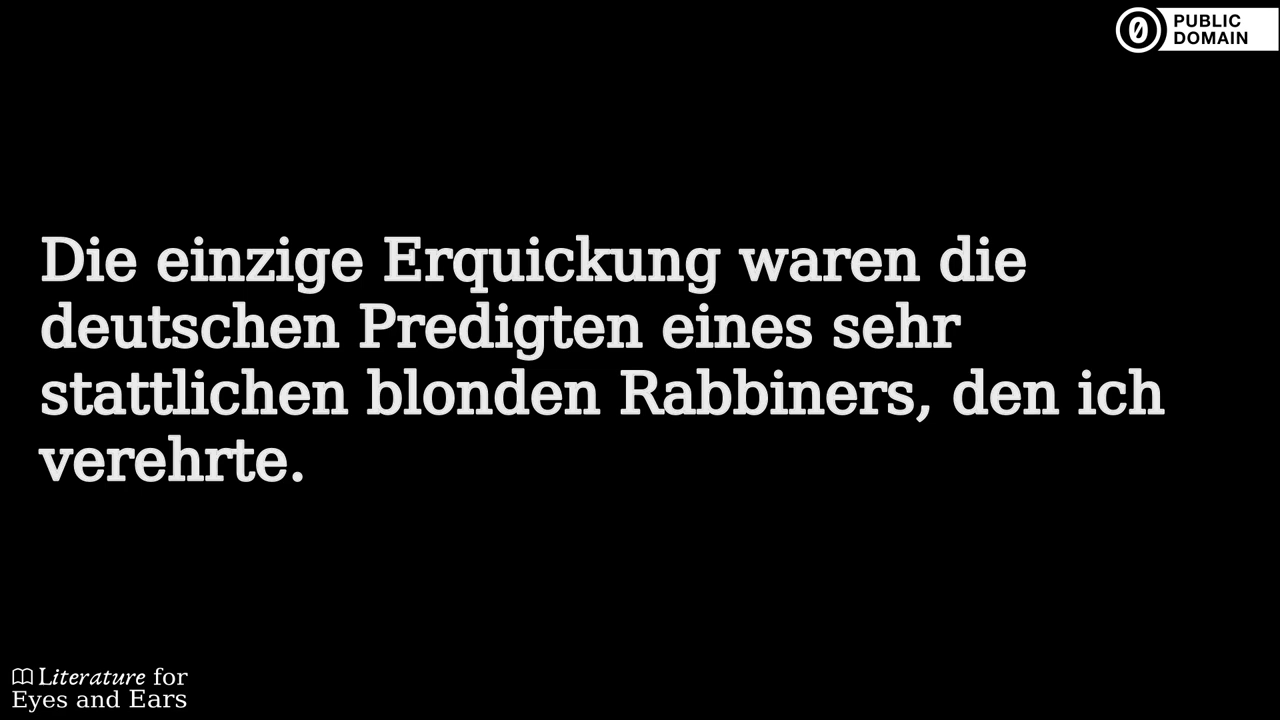 PUBLIC
DOMAIN
Die einzige Erquickung waren die
deutschen Predigten eines sehr
stattlichen blonden Rabbiners, den ich
verehrte.
Literature for
Eyes and Ears